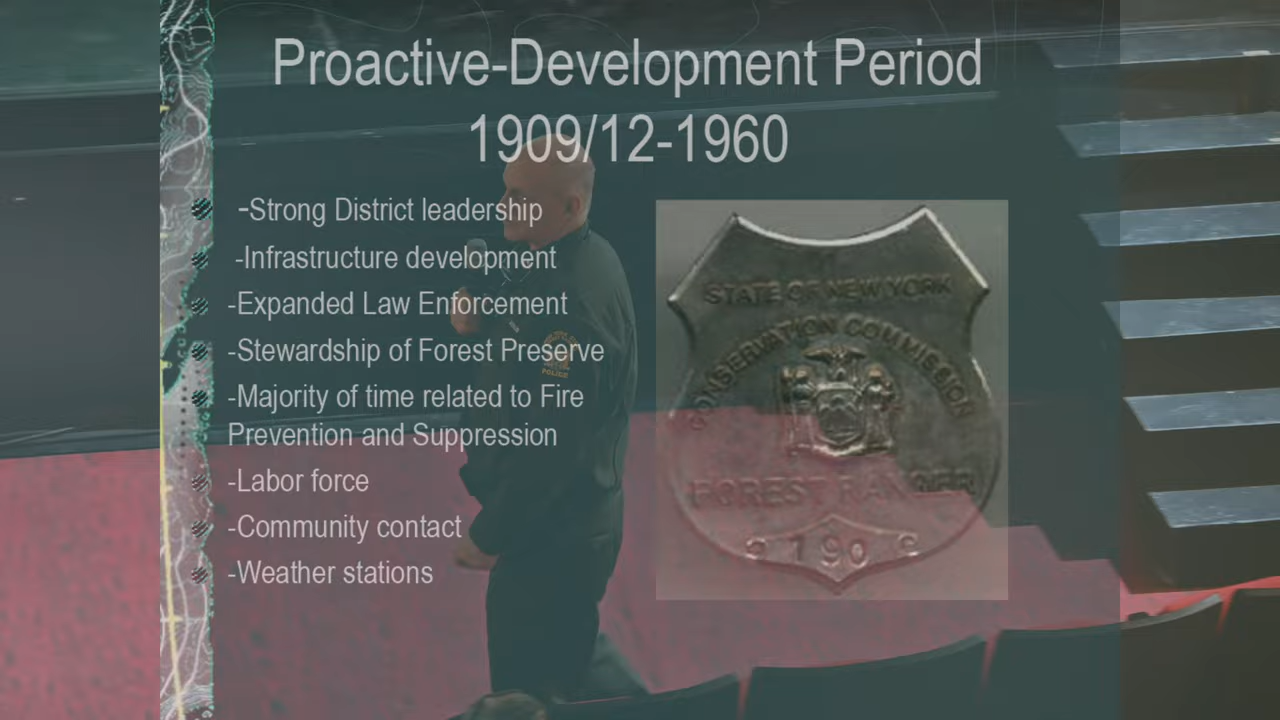 Proactive-Development Period
1909/12-1960
-Strong District leadership
-Infrastructure development
-Expanded Law Enforcement
-Stewardship of Forest Preserve
-Majority of time related to Fire
Prevention and Suppression
-Labor force
-Community contact
-Weather stations
STATE OF NEW YORK
CONSERVATION COMMISSION
FOREST RANGER
190
POLICE